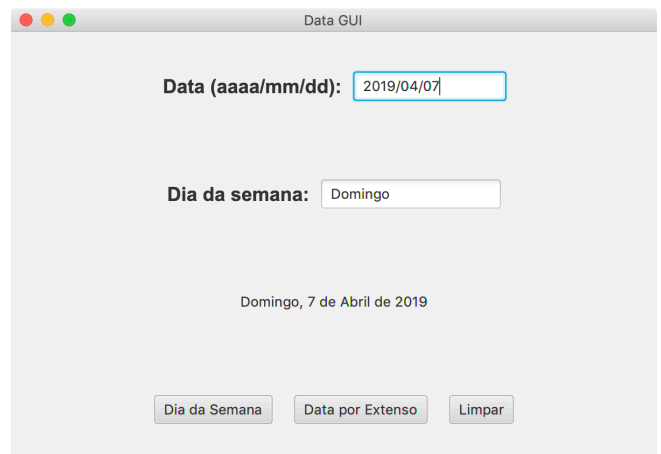 Data GUI
Data (aaaa/mm/dd): 2019/04/07
Dia da semana: Domingo
Domingo, 7 de Abril de 2019
Dia da Semana Data por Extenso Limpar